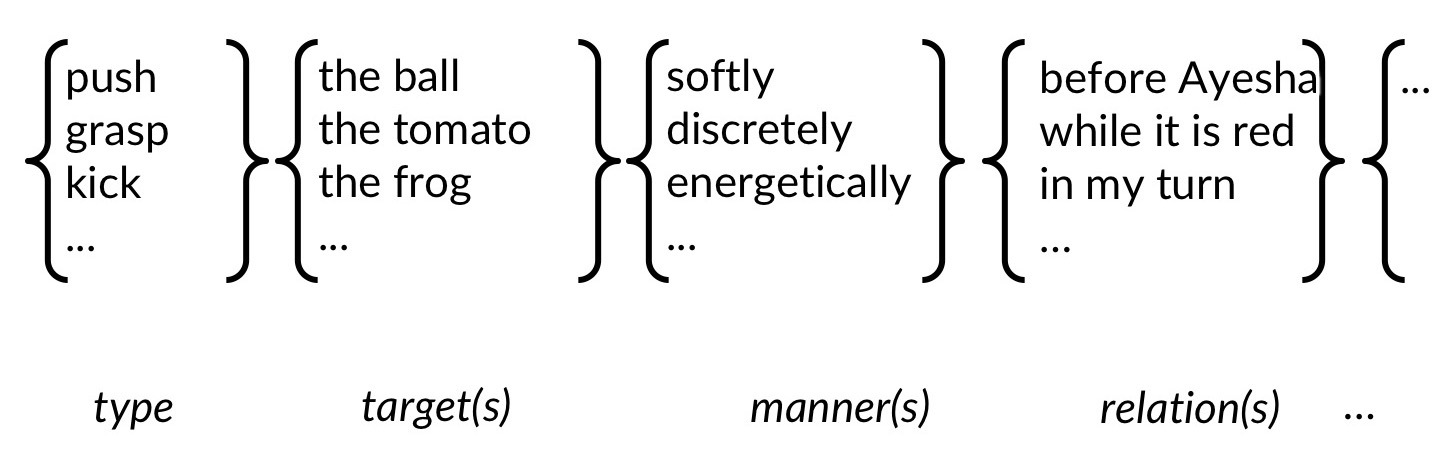 push
grasp
kick
...
the ball
the tomato
the frog
...
softly
discretely
energetically
...
before Ayesha
while it is red
in my turn
...
...
type
target(s)
manner(s)
relation(s)
...